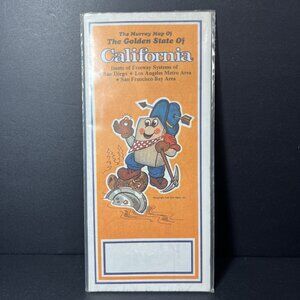 The Murrey Map Of
The Golden State Of
California
Insets of Freeway Systems of
San Diego • Los Angeles Metro Area
• San Francisco Bay Area